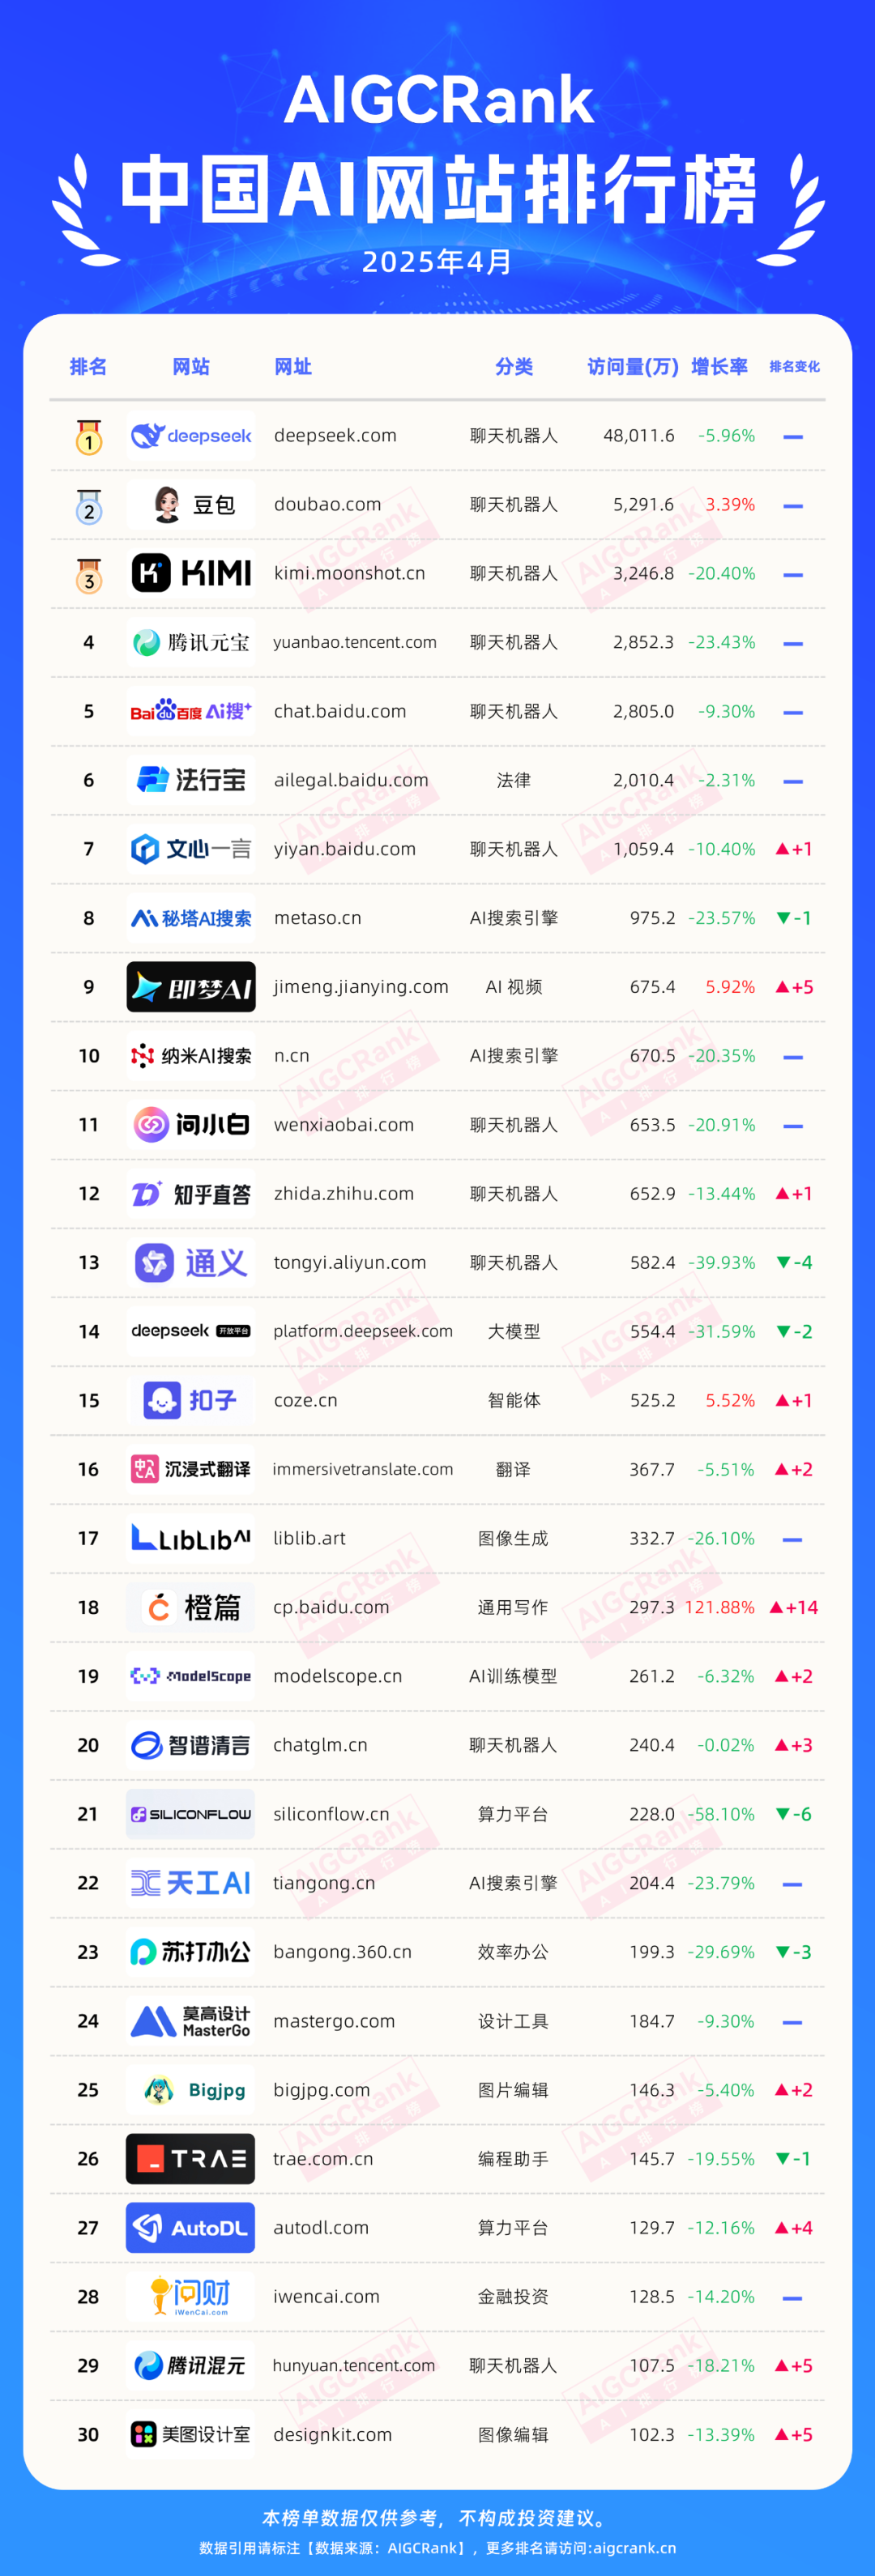 AIGCRank
中国AI网站排行榜
2025年4月
排名 网站 网址 分类 访问量(万) 增长率 排名变化
1 deepseek deepseek.com 聊天机器人 48,011.6 -5.96% —
2 豆包 doubao.com 聊天机器人 5,291.6 3.39% —
3 KIMI kimi.moonshot.cn 聊天机器人 3,246.8 -20.40% —
4 腾讯元宝 yuanbao.tencent.com 聊天机器人 2,852.3 -23.43% —
5 Bai du 百度 Ai搜+ chat.baidu.com 聊天机器人 2,805.0 -9.30% —
6 法行宝 ailegal.baidu.com 法律 2,010.4 -2.31% —
7 文心一言 yiyan.baidu.com 聊天机器人 1,059.4 -10.40% ▲+1
8 秘塔AI搜索 metaso.cn AI搜索引擎 975.2 -23.57% ▼-1
9 即梦AI jimeng.jianying.com AI 视频 675.4 5.92% ▲+5
10 纳米AI搜索 n.cn AI搜索引擎 670.5 -20.35% —
11 问小白 wenxiaobai.com 聊天机器人 653.5 -20.91% —
12 知乎直答 zhida.zhihu.com 聊天机器人 652.9 -13.44% ▲+1
13 通义 tongyi.aliyun.com 聊天机器人 582.4 -39.93% ▼-4
14 deepseek 开放平台 platform.deepseek.com 大模型 554.4 -31.59% ▼-2
15 扣子 coze.cn 智能体 525.2 5.52% ▲+1
16 沉浸式翻译 immersivetranslate.com 翻译 367.7 -5.51% ▲+2
17 LibLibAI liblib.art 图像生成 332.7 -26.10% —
18 橙篇 cp.baidu.com 通用写作 297.3 121.88% ▲+14
19 ModelScope modelscope.cn AI训练模型 261.2 -6.32% ▲+2
20 智谱清言 chatglm.cn 聊天机器人 240.4 -0.02% ▲+3
21 SILICONFLOW siliconflow.cn 算力平台 228.0 -58.10% ▼-6
22 天工AI tiangong.cn AI搜索引擎 204.4 -23.79% —
23 苏打办公 bangong.360.cn 效率办公 199.3 -29.69% ▼-3
24 莫高设计 MasterGo mastergo.com 设计工具 184.7 -9.30% —
25 Bigjpg bigjpg.com 图片编辑 146.3 -5.40% ▲+2
26 TRAE trae.com.cn 编程助手 145.7 -19.55% ▼-1
27 AutoDL autodl.com 算力平台 129.7 -12.16% ▲+4
28 问财 iWenCai.com iwencai.com 金融投资 128.5 -14.20% —
29 腾讯混元 hunyuan.tencent.com 聊天机器人 107.5 -18.21% ▲+5
30 美图设计室 designkit.com 图像编辑 102.3 -13.39% ▲+5
本榜单数据仅供参考，不构成投资建议。
数据引用请标注【数据来源：AIGCRank】，更多排名请访问:aigcrank.cn